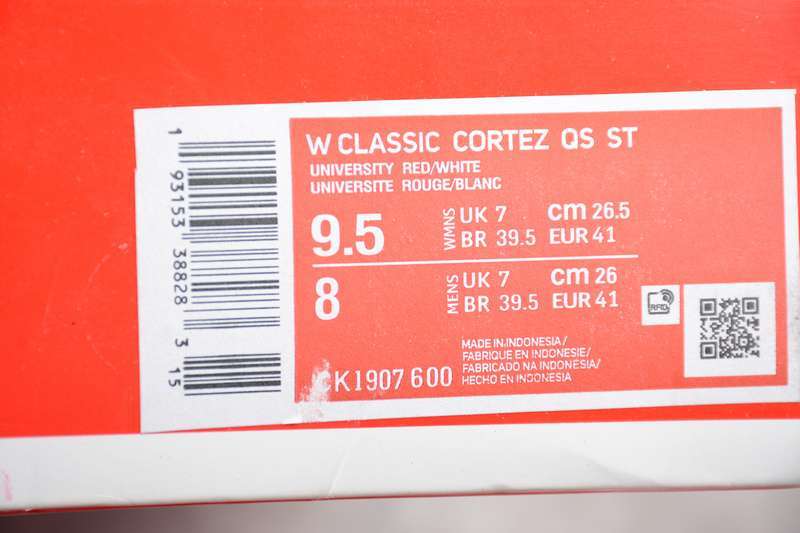 1 93153 38828 3 15
W CLASSIC CORTEZ QS ST
UNIVERSITY RED/WHITE
UNIVERSITE ROUGE/BLANC
9.5 WMNS UK 7 cm 26.5
BR 39.5 EUR 41
8 MENS UK 7 cm 26
BR 39.5 EUR 41
RFID
CK1907 600
MADE IN.INDONESIA/
FABRIQUE EN INDONESIE/
FABRICADO NA INDONESIA/
HECHO EN INDONESIA